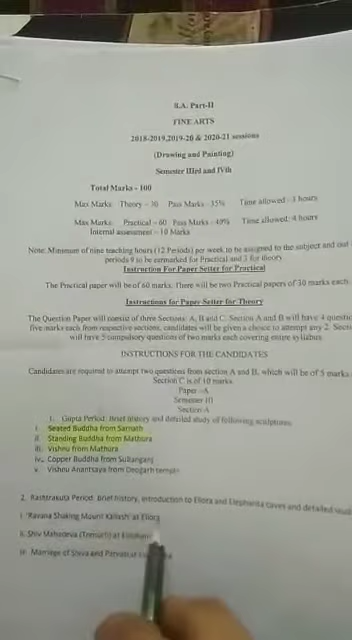 B.A. Part-II
FINE ARTS
2018-2019,2019-20 & 2020-21 sessions
(Drawing and Painting)
Semester IIIrd and IVth
Total Marks - 100
Max Marks: Theory - 30 Pass Marks - 35% Time allowed - 3 hours
Max Marks: Practical - 60 Pass Marks - 40% Time allowed: 4 hours
Internal assessment - 10 Marks
Note: Minimum of nine teaching hours (12 Periods) per week to be assigned to the subject and out
periods 9 to be earmarked for Practical and 3 for theory.
Instruction For Paper Setter for Practical
The Practical paper will be of 60 marks. There will be two Practical papers of 30 marks each.
Instructions for Paper Setter for Theory
The Question Paper will consist of three Sections: A, B and C. Section A and B will have 4 questic
five marks each from respective sections, candidates will be given a choice to attempt any 2. Secti
will have 5 compulsory questions of two marks each covering entire syllabus.
INSTRUCTIONS FOR THE CANDIDATES
Candidates are required to attempt two questions from section A and B, which will be of 5 marks
Section C is of 10 marks.
Paper - A
Semester III
Section A
1. Gupta Period: Brief history and detailed study of following sculptures.
i. Seated Buddha from Sarnath
ii. Standing Buddha from Mathura
iii. Vishnu from Mathura
iv. Copper Buddha from Sultanganj
v. Vishnu Anantsaya from Deogarh temple
2. Rashtrakuta Period: Brief history, introduction to Ellora and Elephanta caves and detailed stud
i. 'Ravana Shaking Mount Kailash' at Ellora
ii. Shiv Mahadeva (Trimurti) at
iii. Marriage of Shiva and Parvati at